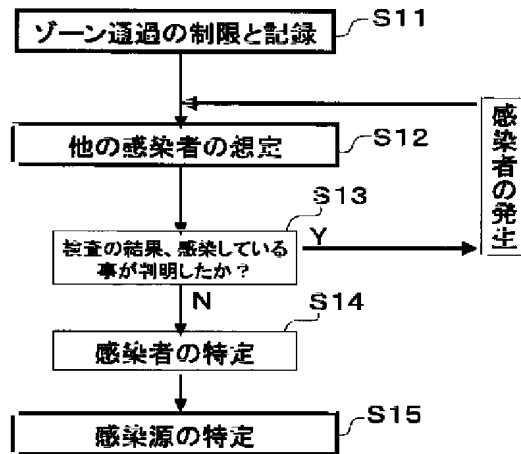 ゾーン通過の制限と記録
S11
他の感染者の想定
S12
感染者の発生
S13
検査の結果、感染している
事が判明したか？
Y
N
S14
感染者の特定
S15
感染源の特定